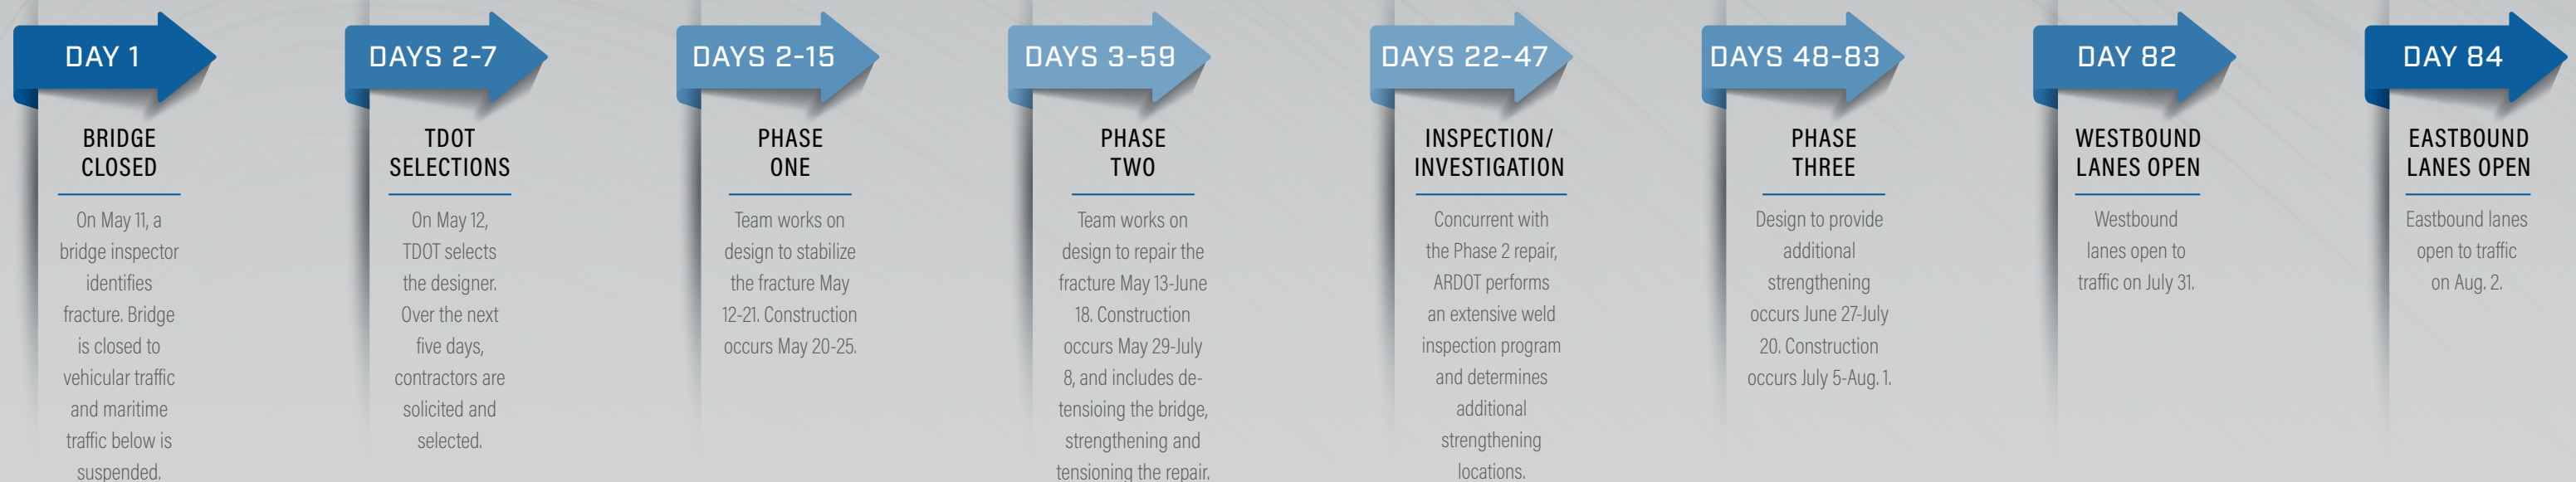 DAY 1
BRIDGE
CLOSED
On May 11, a
bridge inspector
identifies
fracture. Bridge
is closed to
vehicular traffic
and maritime
traffic below is
suspended.
DAYS 2-7
TDOT
SELECTIONS
On May 12,
TDOT selects
the designer.
Over the next
five days,
contractors are
solicited and
selected.
DAYS 2-15
PHASE
ONE
Team works on
design to stabilize
the fracture May
12-21. Construction
occurs May 20-25.
DAYS 3-59
PHASE
TWO
Team works on
design to repair the
fracture May 13-June
18. Construction
occurs May 29-July
8, and includes de-
tensioing the bridge,
strengthening and
tensioning the repair.
DAYS 22-47
INSPECTION/
INVESTIGATION
Concurrent with
the Phase 2 repair,
ARDOT performs
an extensive weld
inspection program
and determines
additional
strengthening
locations.
DAYS 48-83
PHASE
THREE
Design to provide
additional
strengthening
occurs June 27-July
20. Construction
occurs July 5-Aug. 1.
DAY 82
WESTBOUND
LANES OPEN
Westbound
lanes open to
traffic on July 31.
DAY 84
EASTBOUND
LANES OPEN
Eastbound lanes
open to traffic
on Aug. 2.